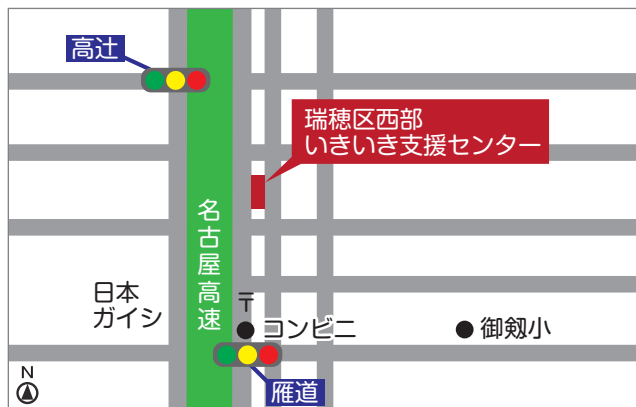 高辻
瑞穂区西部
いきいき支援センター
名古屋高速
日本
ガイシ
〒
コンビニ
御剱小
雁道
N